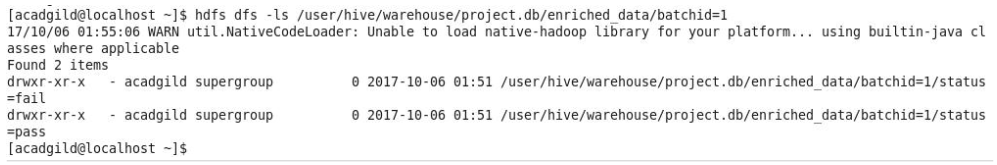 [acadgild@localhost ~]$ hdfs dfs -ls /user/hive/warehouse/project.db/enriched_data/batchid=1
17/10/06 01:55:06 WARN util.NativeCodeLoader: Unable to load native-hadoop library for your platform... using builtin-java cl
asses where applicable
Found 2 items
drwxr-xr-x   - acadgild supergroup          0 2017-10-06 01:51 /user/hive/warehouse/project.db/enriched_data/batchid=1/status
=fail
drwxr-xr-x   - acadgild supergroup          0 2017-10-06 01:51 /user/hive/warehouse/project.db/enriched_data/batchid=1/status
=pass
[acadgild@localhost ~]$